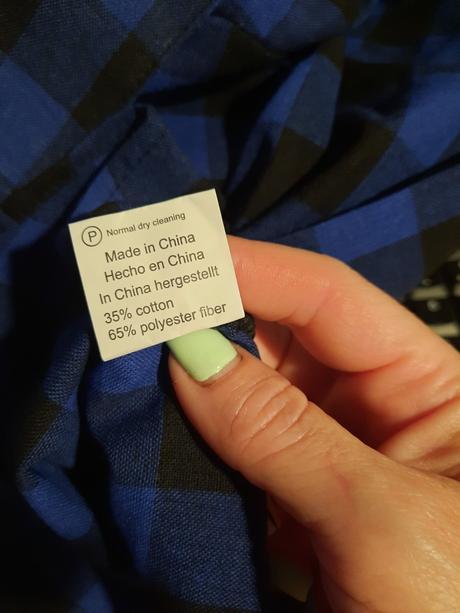 P Normal dry cleaning
Made in China
Hecho en China
In China hergestellt
35% cotton
65% polyester fiber